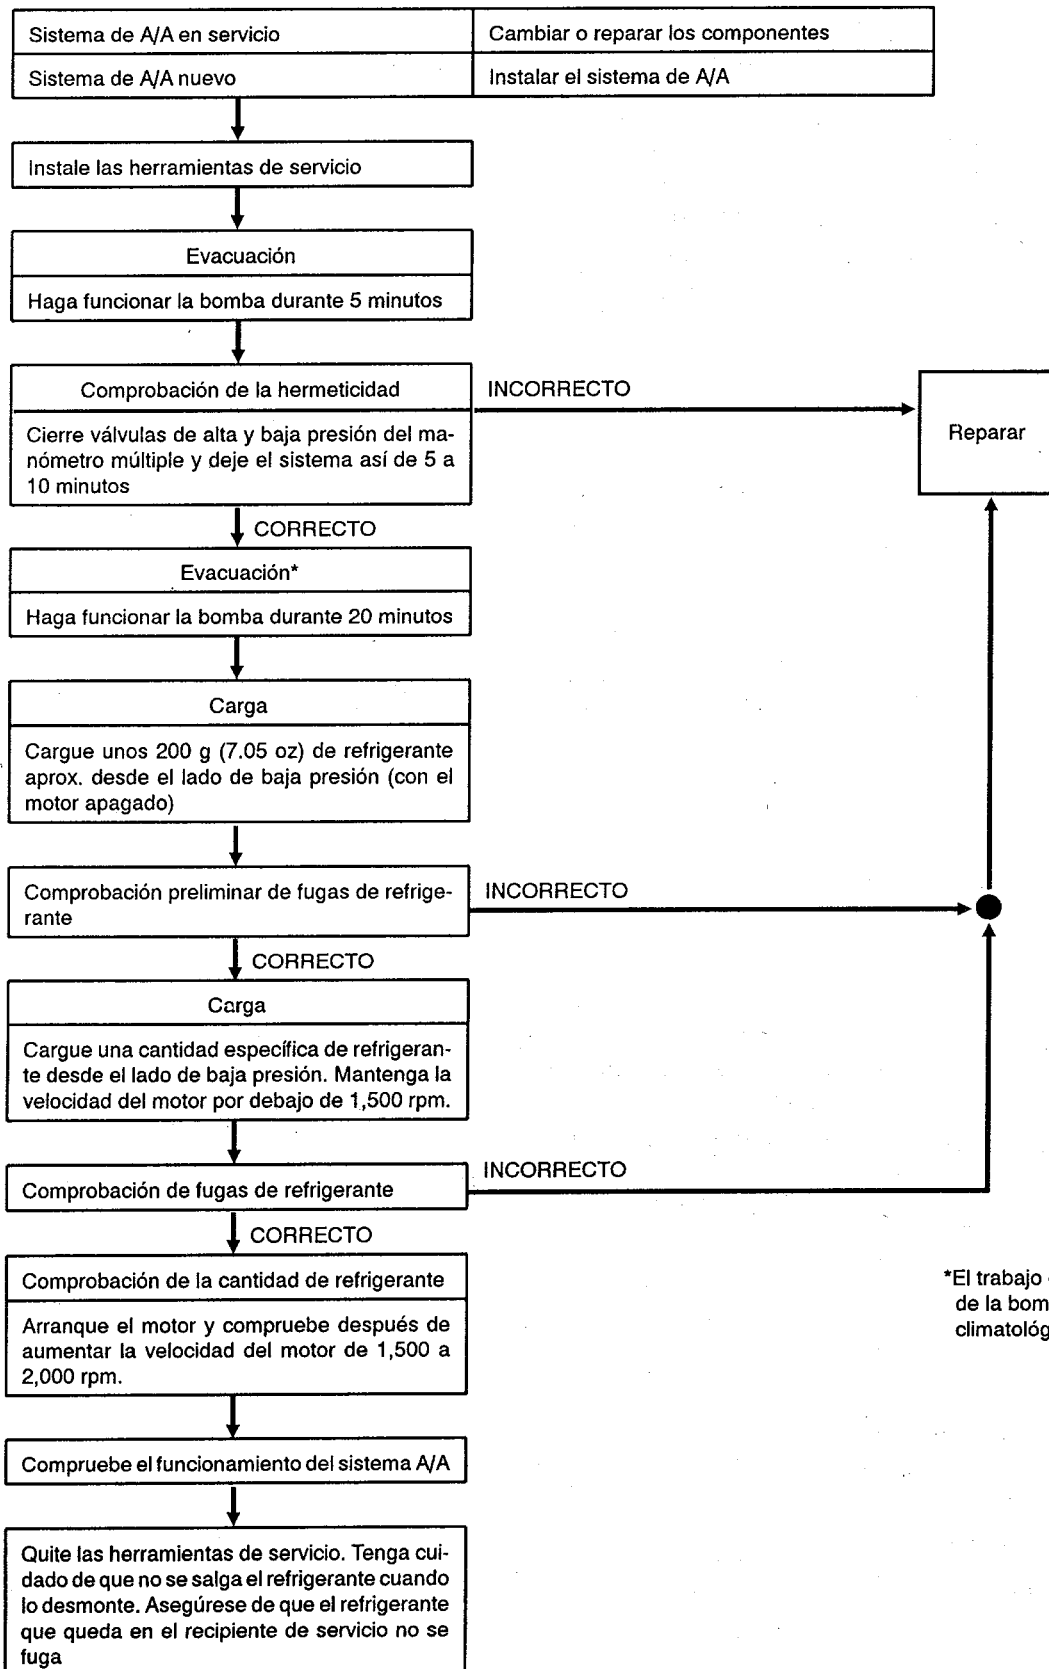 Sistema de A/A en servicio
Cambiar o reparar los componentes
Sistema de A/A nuevo
Instalar el sistema de A/A
Instale las herramientas de servicio
Evacuación
Haga funcionar la bomba durante 5 minutos
Comprobación de la hermeticidad
INCORRECTO
Reparar
Cierre válvulas de alta y baja presión del ma-
nómetro múltiple y deje el sistema así de 5 a
10 minutos
CORRECTO
Evacuación*
Haga funcionar la bomba durante 20 minutos
Carga
Cargue unos 200 g (7.05 oz) de refrigerante
aprox. desde el lado de baja presión (con el
motor apagado)
Comprobación preliminar de fugas de refrige-
rante
INCORRECTO
CORRECTO
Carga
Cargue una cantidad específica de refrigeran-
te desde el lado de baja presión. Mantenga la
velocidad del motor por debajo de 1,500 rpm.
Comprobación de fugas de refrigerante
INCORRECTO
CORRECTO
Comprobación de la cantidad de refrigerante
Arranque el motor y compruebe después de
aumentar la velocidad del motor de 1,500 a
2,000 rpm.
*El trabajo
de la
Compruebe el funcionamiento del sistema A/A
Quite las herramientas de servicio. Tenga cui-
dado de que no se salga el refrigerante cuando
lo desmonte. Asegúrese de que el refrigerante
que queda en el recipiente de servicio no se
fuga